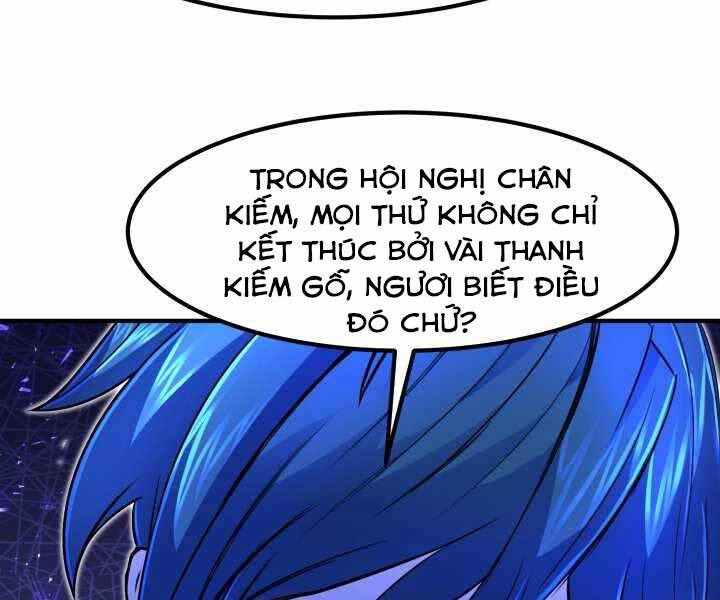 TRONG HỘI NGHỊ CHÂN
KIẾM, MỌI THỨ KHÔNG CHỈ
KẾT THÚC BỞI VÀI THANH
KIẾM GỖ, NGƯƠI BIẾT ĐIỀU
ĐÓ CHỨ?